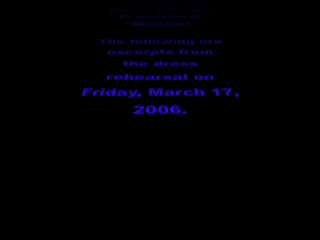 The following are
excerpts from
the dress
rehearsal on
Friday, March 17,
2006.